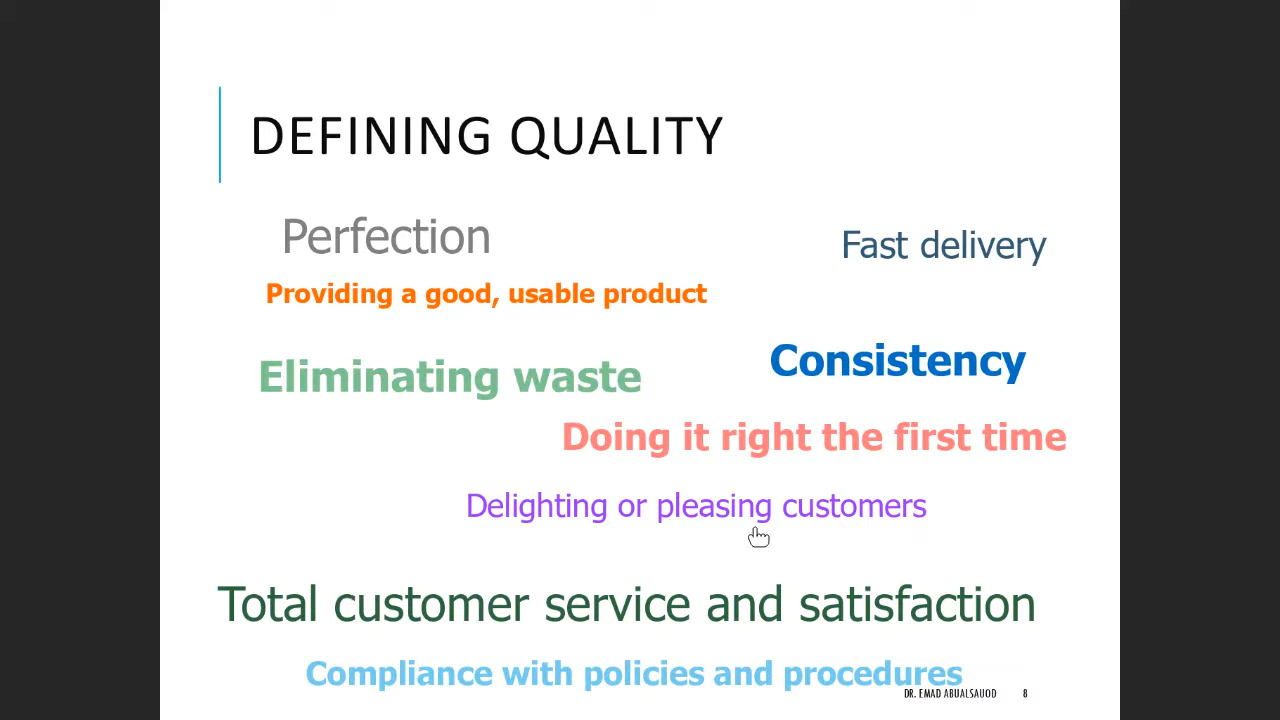 DEFINING QUALITY
Perfection
Fast delivery
Providing a good, usable product
Consistency
Eliminating waste
Doing it right the first time
Delighting or pleasing customers
Total customer service and satisfaction
Compliance with policies and procedures
DR. EMAD ABUALSAUOD 8